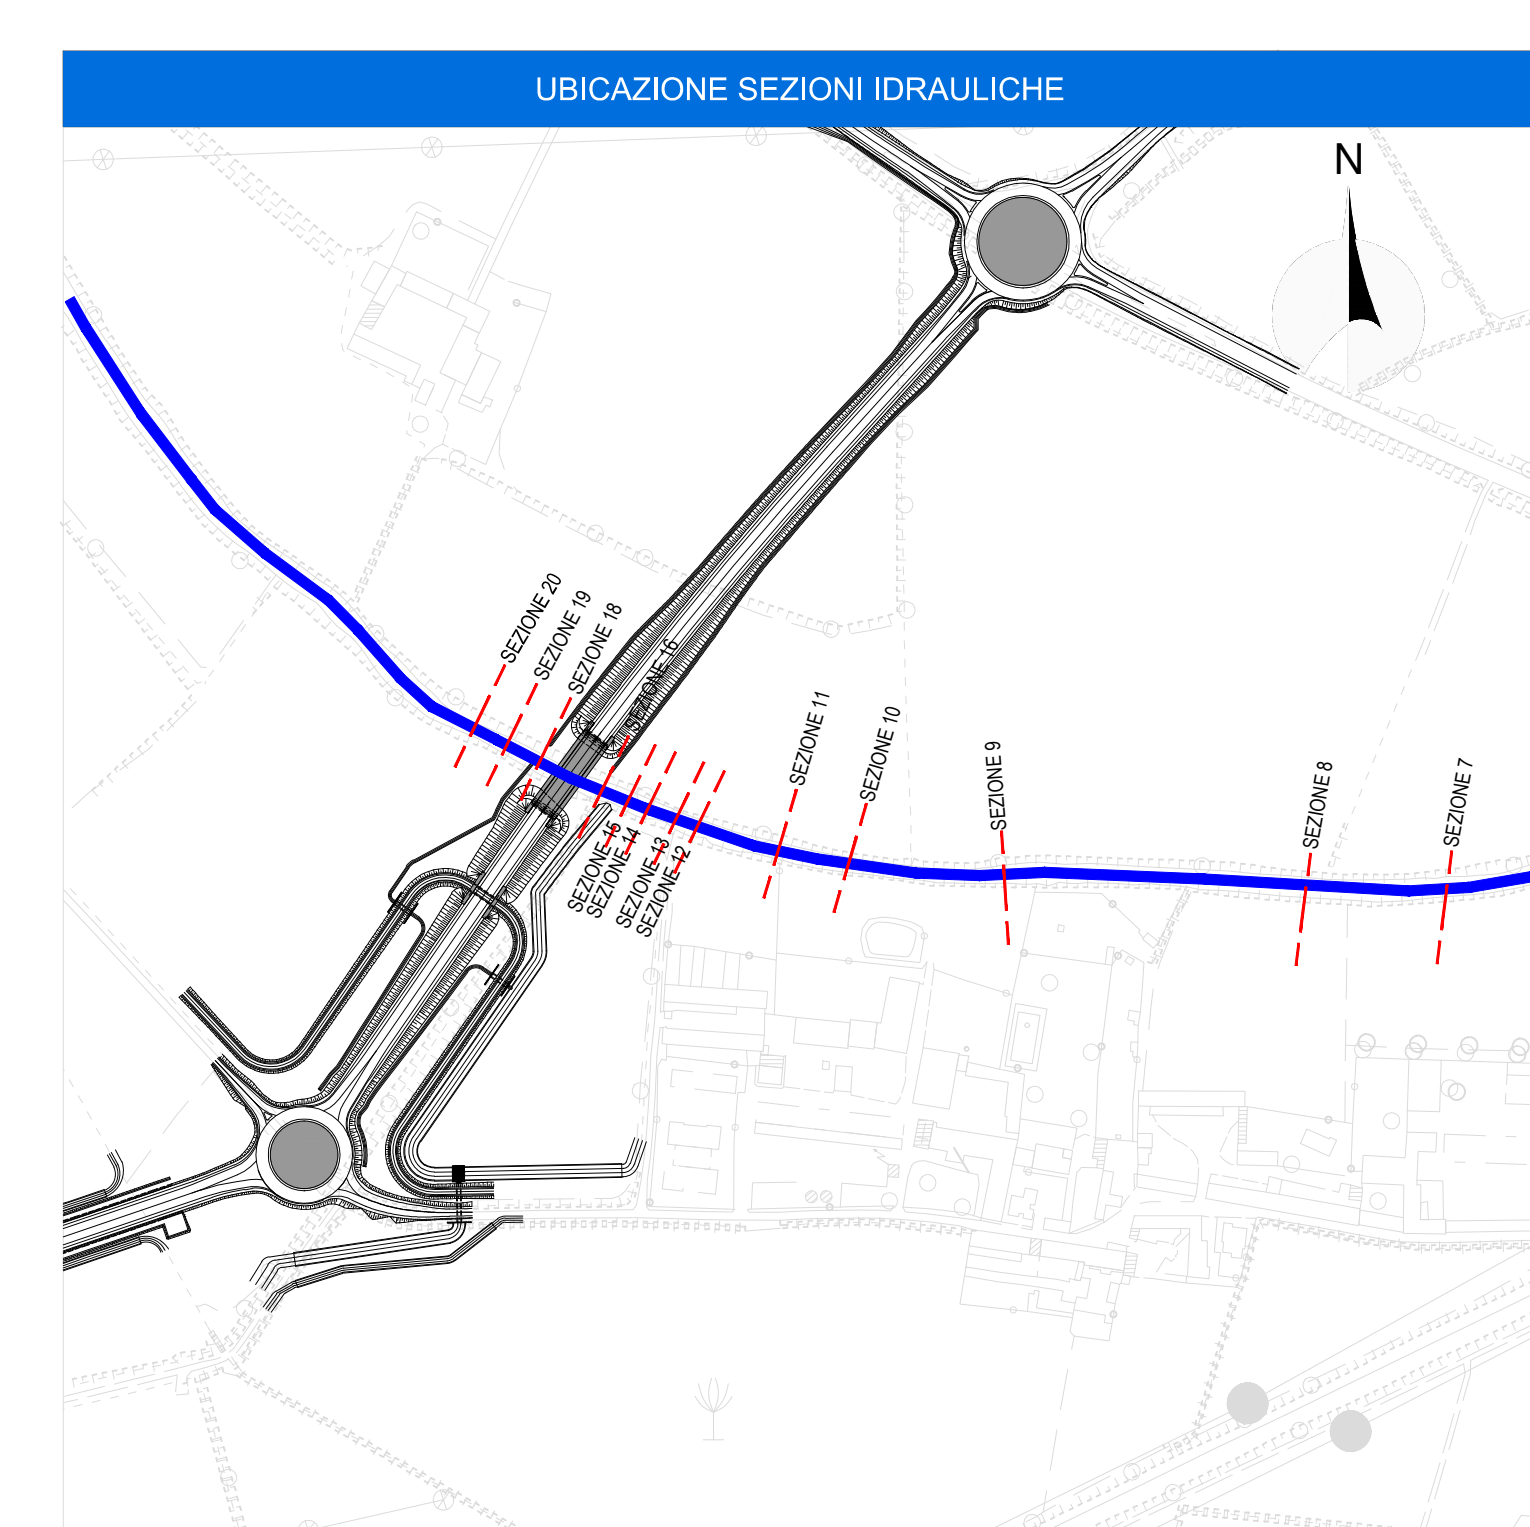 UBICAZIONE SEZIONI IDRAULICHE
N
SEZIONE 20
SEZIONE 19
SEZIONE 18
SEZIONE 16
SEZIONE 15
SEZIONE 14
SEZIONE 13
SEZIONE 12
SEZIONE 11
SEZIONE 10
SEZIONE 9
SEZIONE 8
SEZIONE 7